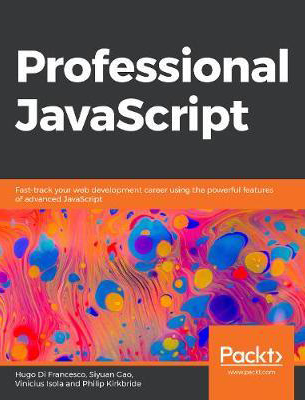 Professional
JavaScript
Fast-track your web development career using the powerful features
of advanced JavaScript
Hugo Di Francesco, Siyuan Gao,
Vinicius Isola and Philip Kirkbride
Packt>
www.packt.com